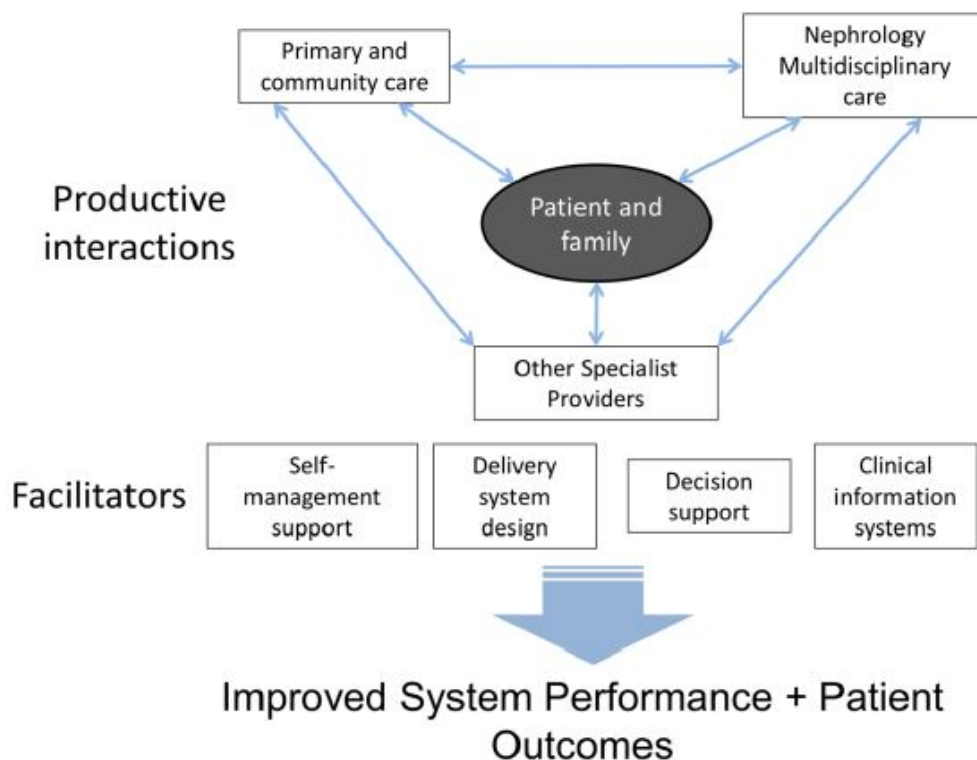 Primary and
community care
Nephrology
Multidisciplinary
care
Productive
interactions
Patient and
family
Other Specialist
Providers
Facilitators
Self-
management
support
Delivery
system
design
Decision
support
Clinical
information
systems
Improved System Performance + Patient
Outcomes